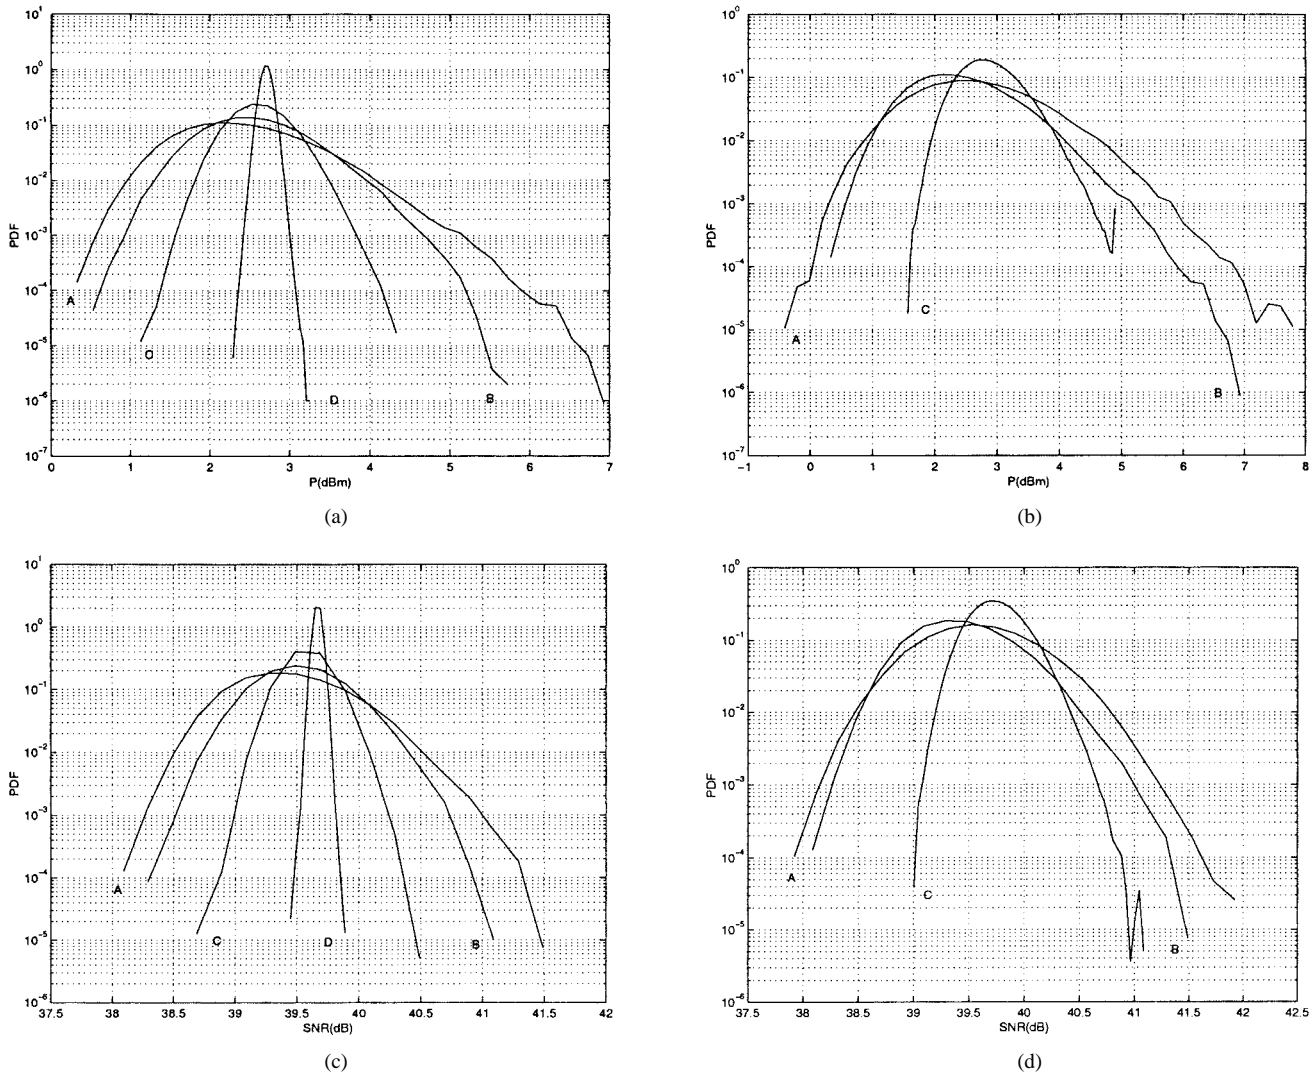 10^1
10^0
10^-1
10^-2
10^-3
10^-4
10^-5
10^-6
10^-7
PDF
A
C
D
B
0 1 2 3 4 5 6 7
P(dBm)
(a)
10^0
10^-1
10^-2
10^-3
10^-4
10^-5
10^-6
10^-7
PDF
A
C
B
-1 0 1 2 3 4 5 6 7 8
P(dBm)
(b)
10^1
10^0
10^-1
10^-2
10^-3
10^-4
10^-5
10^-6
PDF
A
C
D
B
37.5 38 38.5 39 39.5 40 40.5 41 41.5 42
SNR(dB)
(c)
10^0
10^-1
10^-2
10^-3
10^-4
10^-5
10^-6
PDF
A
C
B
37.5 38 38.5 39 39.5 40 40.5 41 41.5 42 42.5
SNR(dB)
(d)